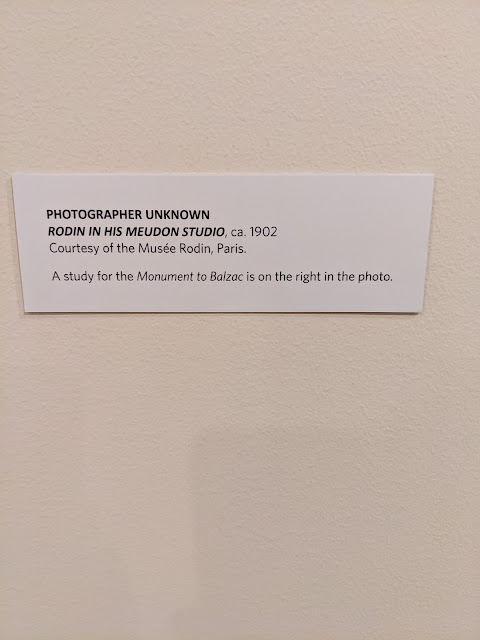 PHOTOGRAPHER UNKNOWN
RODIN IN HIS MEUDON STUDIO, ca. 1902
Courtesy of the Musée Rodin, Paris.
A study for the Monument to Balzac is on the right in the photo.